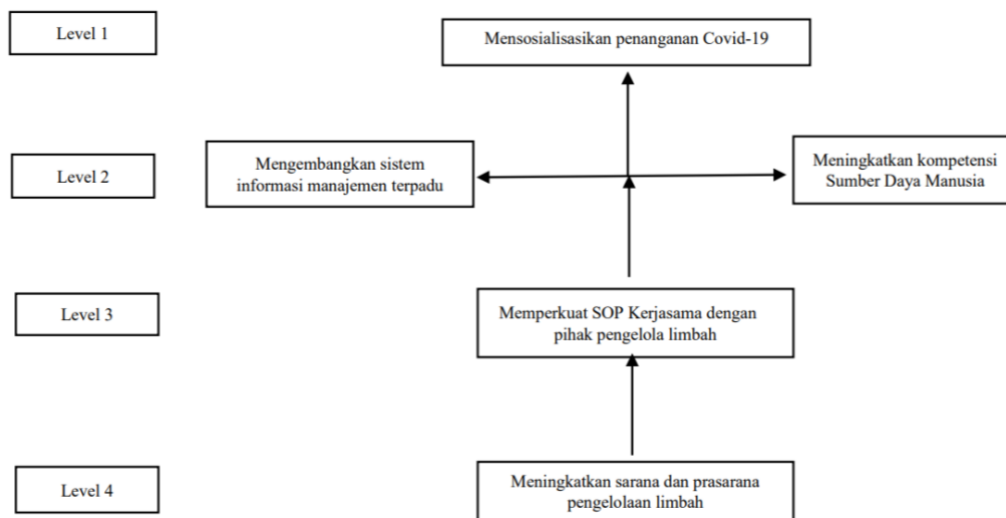 Level 1
Mensosialisasikan penanganan Covid-19
Level 2
Mengembangkan sistem
informasi manajemen terpadu
Meningkatkan kompetensi
Sumber Daya Manusia
Level 3
Memperkuat SOP Kerjasama dengan
pihak pengelola limbah
Level 4
Meningkatkan sarana dan prasarana
pengelolaan limbah